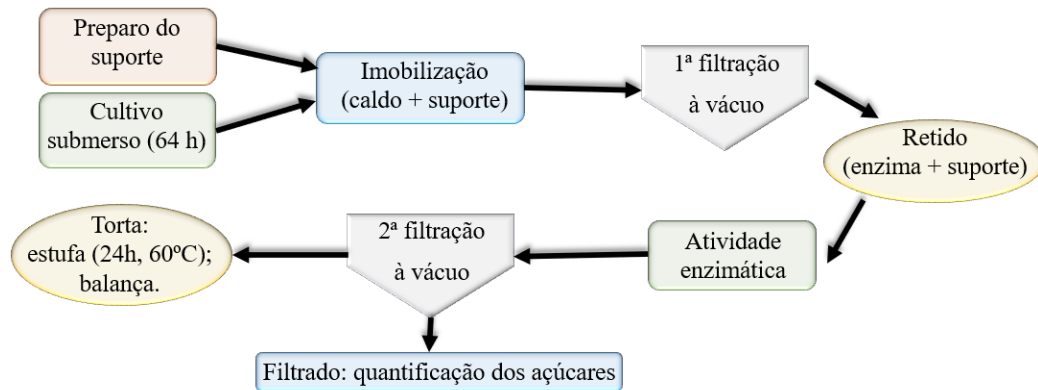 Preparo do
suporte
Cultivo
submerso (64 h)
Imobilização
(caldo + suporte)
1ª filtração
à vácuo
Retido
(enzima + suporte)
Atividade
enzimática
2ª filtração
à vácuo
Torta:
estufa (24h, 60ºC);
balança.
Filtrado: quantificação dos açúcares